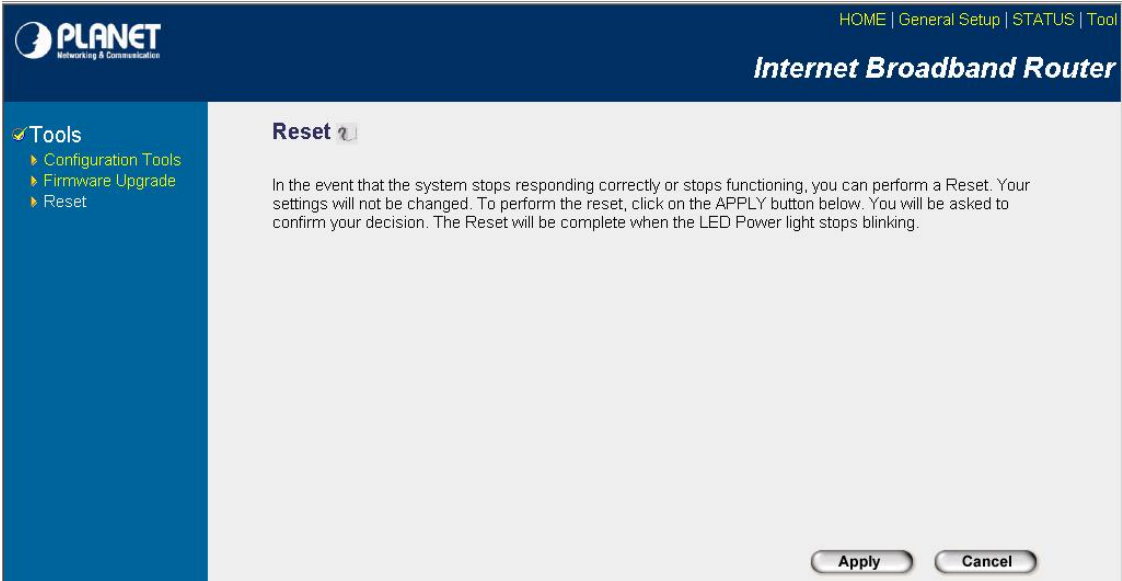 PLANET
Networking & Communication
HOME | General Setup | STATUS | Tool
Internet Broadband Router
Tools
Configuration Tools
Firmware Upgrade
Reset
Reset
In the event that the system stops responding correctly or stops functioning, you can perform a Reset. Your
settings will not be changed. To perform the reset, click on the APPLY button below. You will be asked to
confirm your decision. The Reset will be complete when the LED Power light stops blinking.
Apply
Cancel